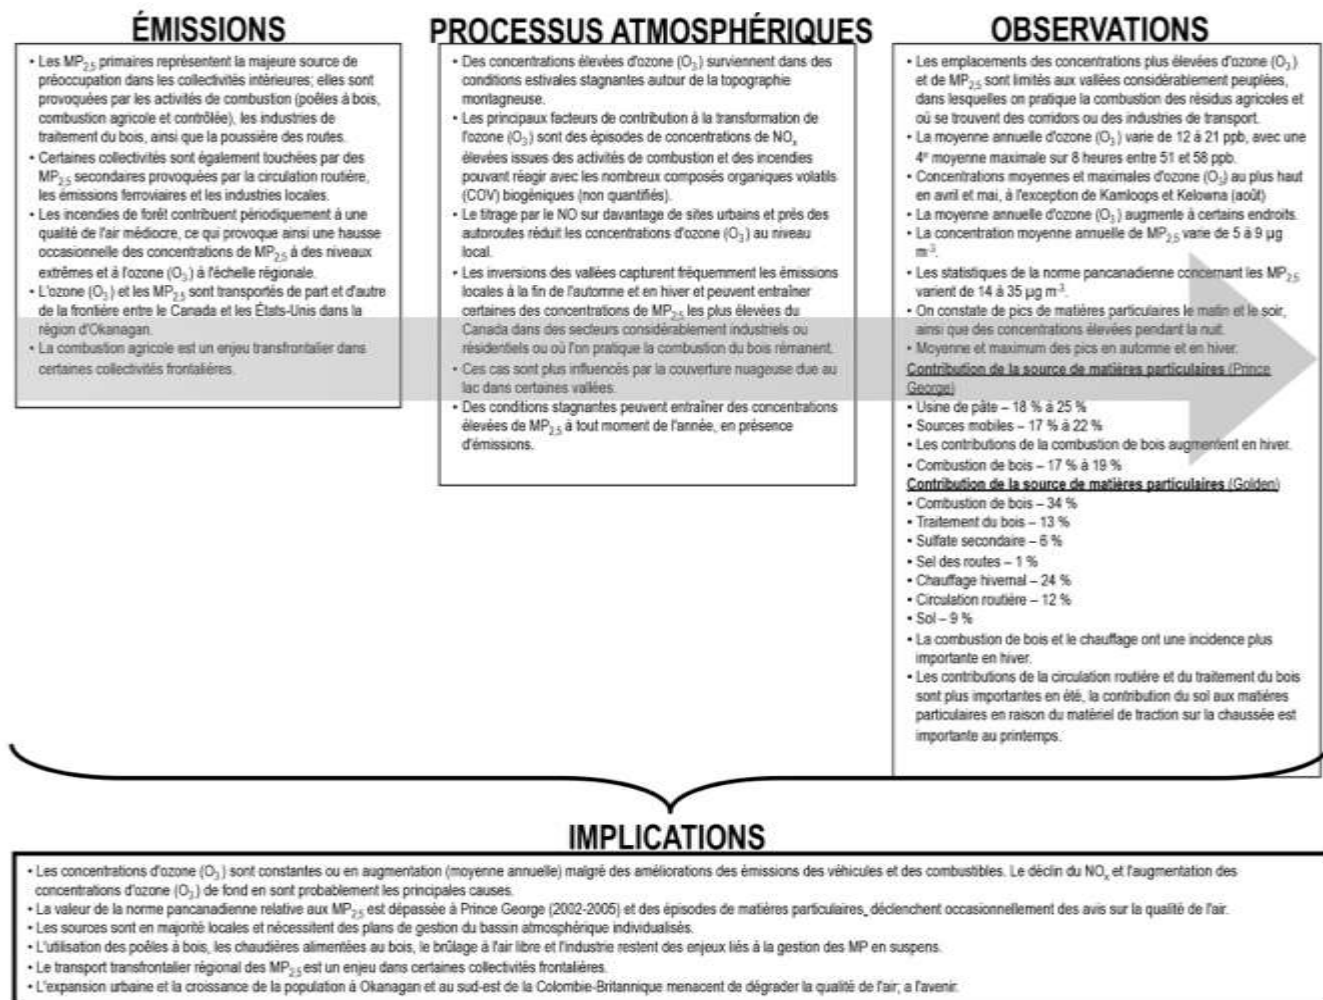 ÉMISSIONS
• Les MP2,5 primaires représentent la majeure source de
préoccupation dans les collectivités intérieures; elles sont
provoquées par les activités de combustion (poêles à bois,
combustion agricole et contrôlée), les industries de
traitement du bois, ainsi que la poussière des routes.
• Certaines collectivités sont également touchées par des
MP2,5 secondaires provoquées par la circulation routière,
les émissions ferroviaires et les industries locales.
• Les incendies de forêt contribuent périodiquement à une
qualité de l'air médiocre, ce qui provoque ainsi une hausse
occasionnelle des concentrations de MP2,5 à des niveaux
extrêmes et à l'ozone (O3) à l'échelle régionale.
• L'ozone (O3) et les MP2,5 sont transportés de part et d'autre
de la frontière entre le Canada et les États-Unis dans la
région d'Okanagan.
• La combustion agricole est un enjeu transfrontalier dans
certaines collectivités frontalières.
PROCESSUS ATMOSPHÉRIQUES
• Des concentrations élevées d'ozone (O3) surviennent dans des
conditions estivales stagnantes autour de la topographie
montagneuse.
• Les principaux facteurs de contribution à la transformation de
l'ozone (O3) sont des épisodes de concentrations de NOx
élevées issues des activités de combustion et des incendies
pouvant réagir avec les nombreux composés organiques volatils
(COV) biogéniques (non quantifiés).
• Le titrage par le NO sur davantage de sites urbains et près des
autoroutes réduit les concentrations d'ozone (O3) au niveau
local.
• Les inversions des vallées capturent fréquemment les émissions
locales à la fin de l'automne et en hiver et peuvent entraîner
certaines des concentrations de MP2,5 les plus élevées du
Canada dans des secteurs considérablement industriels ou
résidentiels ou où l'on pratique la combustion du bois rémanent.
• Ces cas sont plus influencés par la couverture nuageuse due au
lac dans certaines vallées.
• Des conditions stagnantes peuvent entraîner des concentrations
élevées de MP2,5 à tout moment de l'année, en présence
d'émissions.
OBSERVATIONS
• Les emplacements des concentrations plus élevées d'ozone (O3)
et de MP2,5 sont limités aux vallées considérablement peuplées,
dans lesquelles on pratique la combustion des résidus agricoles et
où se trouvent des corridors ou des industries de transport.
• La moyenne annuelle d'ozone (O3) varie de 12 à 21 ppb, avec une
4e moyenne maximale sur 8 heures entre 51 et 58 ppb.
• Concentrations moyennes et maximales d'ozone (O3) au plus haut
en avril et mai, à l'exception de Kamloops et Kelowna (août)
• La moyenne annuelle d'ozone (O3) augmente à certains endroits.
• La concentration moyenne annuelle de MP2,5 varie de 5 à 9 µg
m-3.
• Les statistiques de la norme pancanadienne concernant les MP2,5
varient de 14 à 35 µg m-3.
• On constate de pics de matières particulaires le matin et le soir,
ainsi que des concentrations élevées pendant la nuit.
• Moyenne et maximum des pics en automne et en hiver.
Contribution de la source de matières particulaires (Prince
George)
• Usine de pâte – 18 % à 25 %
• Sources mobiles – 17 % à 22 %
• Les contributions de la combustion de bois augmentent en hiver.
• Combustion de bois – 17 % à 19 %
Contribution de la source de matières particulaires (Golden)
• Combustion de bois – 34 %
• Traitement du bois – 13 %
• Sulfate secondaire – 6 %
• Sel des routes – 1 %
• Chauffage hivernal – 24 %
• Circulation routière – 12 %
• Sol – 9 %
• La combustion de bois et le chauffage ont une incidence plus
importante en hiver.
• Les contributions de la circulation routière et du traitement du bois
sont plus importantes en été, la contribution du sol aux matières
particulaires en raison du matériel de traction sur la chaussée est
importante au printemps.
IMPLICATIONS
• Les concentrations d'ozone (O3) sont constantes ou en augmentation (moyenne annuelle) malgré des améliorations des émissions des véhicules et des combustibles. Le déclin du NOx et l'augmentation des
concentrations d'ozone (O3) de fond en sont probablement les principales causes.
• La valeur de la norme pancanadienne relative aux MP2,5 est dépassée à Prince George (2002-2005) et des épisodes de matières particulaires, déclenchent occasionnellement des avis sur la qualité de l'air.
• Les sources sont en majorité locales et nécessitent des plans de gestion du bassin atmosphérique individualisés.
• L'utilisation des poêles à bois, les chaudières alimentées au bois, le brûlage à l'air libre et l'industrie restent des enjeux liés à la gestion des MP en suspens.
• Le transport transfrontalier régional des MP2,5 est un enjeu dans certaines collectivités frontalières.
• L'expansion urbaine et la croissance de la population à Okanagan et au sud-est de la Colombie-Britannique menacent de dégrader la qualité de l'air, a l'avenir.